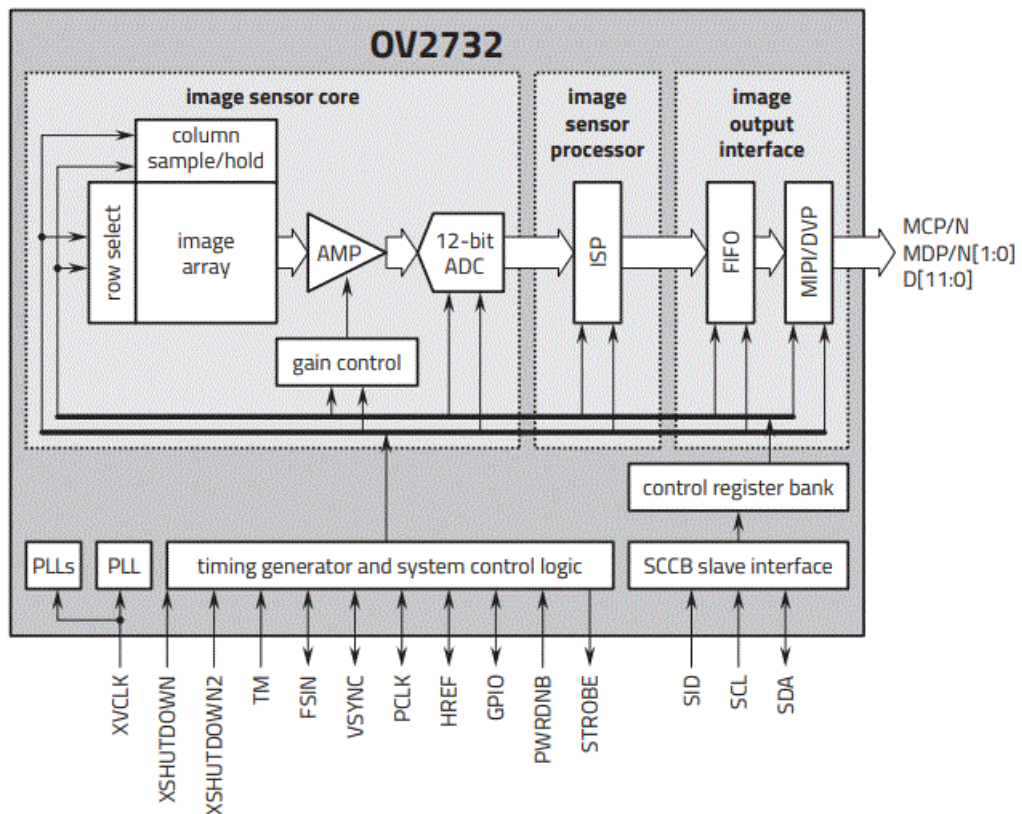 OV2732
image sensor core
image
sensor
processor
image
output
interface
column
sample/hold
row select
image
array
AMP
12-bit
ADC
ISP
FIFO
MIPI/DVP
MCP/N
MDP/N[1:0]
D[11:0]
gain control
control register bank
PLLs
PLL
timing generator and system control logic
SCCB slave interface
XVCLK
XSHUTDOWN
XSHUTDOWN2
TM
FSIN
VSYNC
PCLK
HREF
GPIO
PWRDNB
STROBE
SID
SCL
SDA